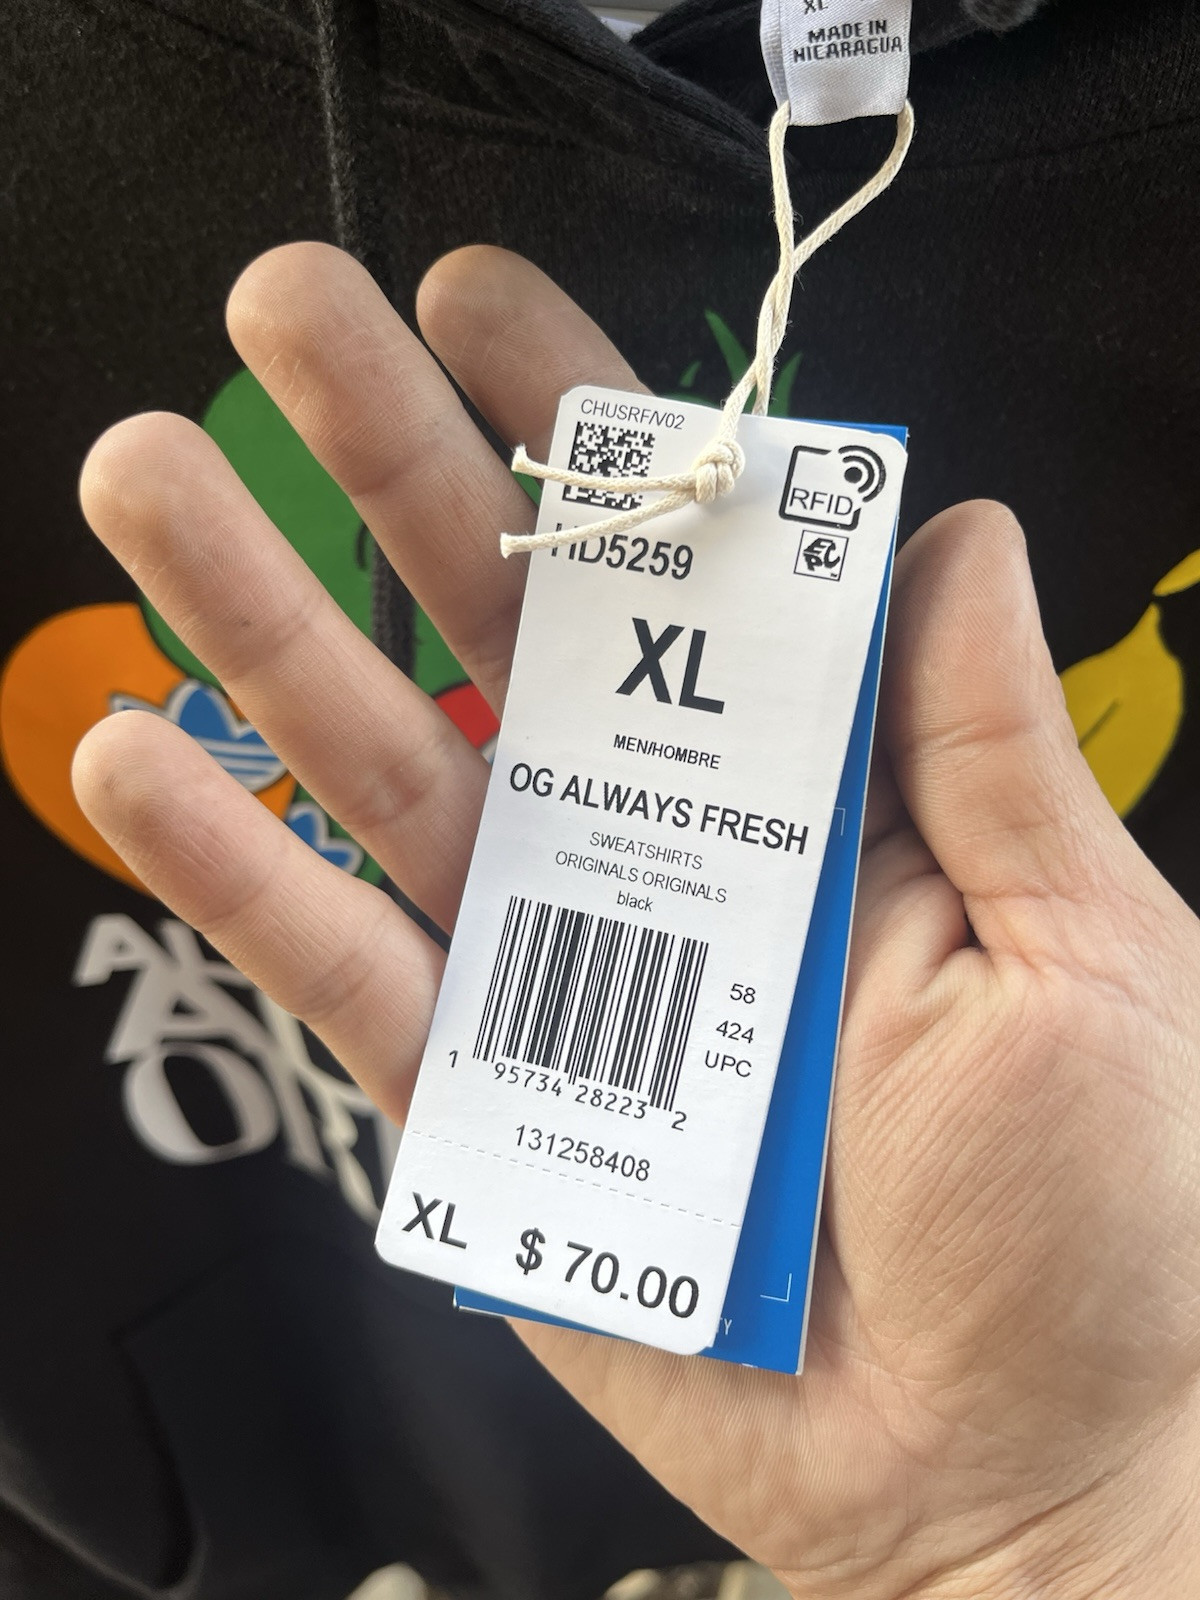 XL
MADE IN
NICARAGUA
CHUSRF/V02
RFID
HD5259
XL
MEN/HOMBRE
OG ALWAYS FRESH
SWEATSHIRTS
ORIGINALS ORIGINALS
black
58
424
UPC
1 95734 28223 2
131258408
XL $ 70.00